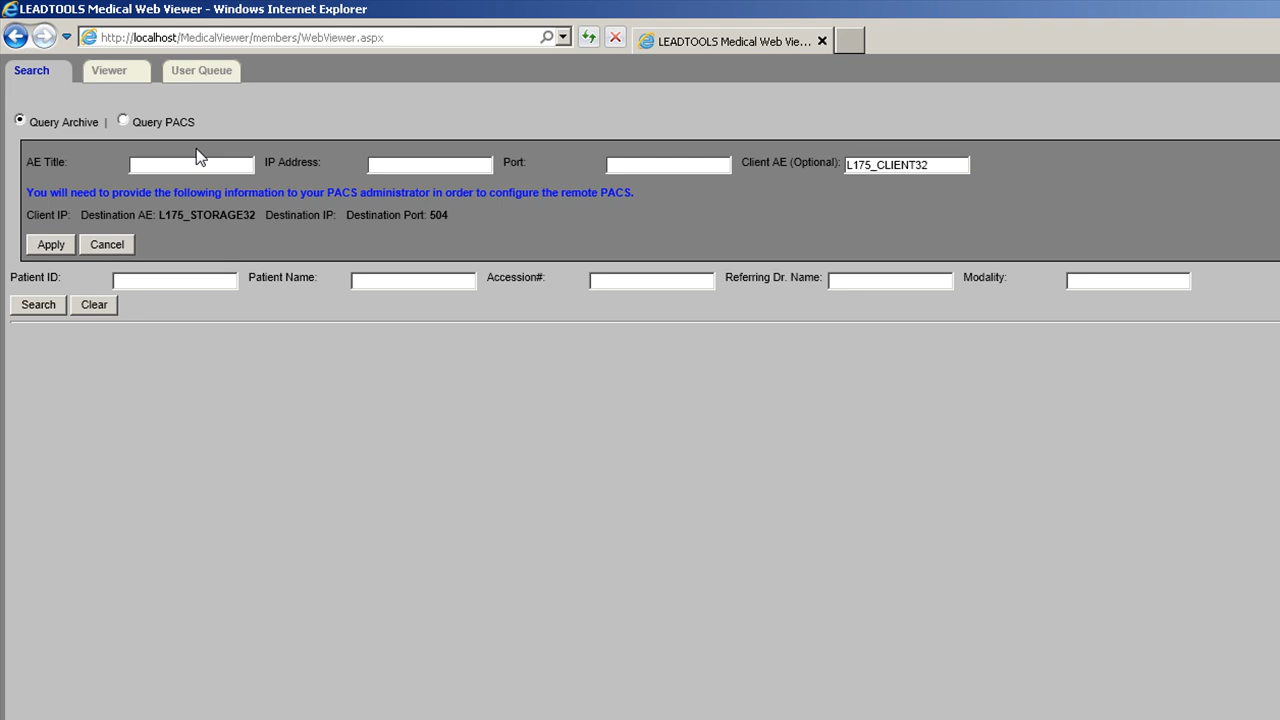 LEADTOOLS Medical Web Viewer - Windows Internet Explorer
http://localhost/MedicalViewer/members/WebViewer.aspx
LEADTOOLS Medical Web Vie...
Search Viewer User Queue
Query Archive | Query PACS
AE Title: IP Address: Port: Client AE (Optional): L175_CLIENT32
You will need to provide the following information to your PACS administrator in order to configure the remote PACS.
Client IP: Destination AE: L175_STORAGE32 Destination IP: Destination Port: 504
Apply Cancel
Patient ID: Patient Name: Accession#: Referring Dr. Name: Modality:
Search Clear